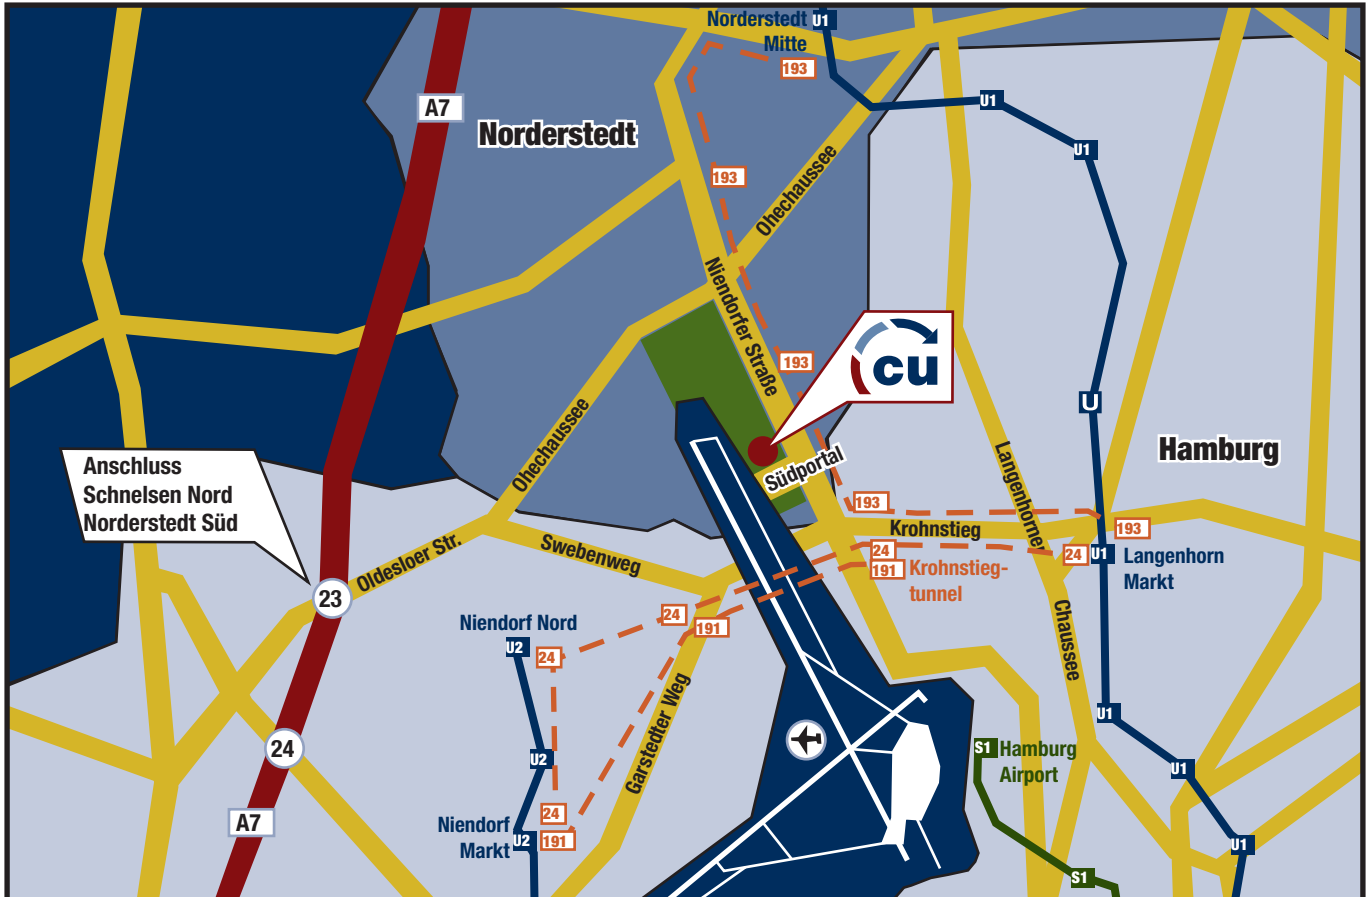 Norderstedt
Mitte
U1
193
U1
A7
Norderstedt
U1
193
Ohechaussee
Niendorfer Straße
193
cu
U
Ohechaussee
Hamburg
Anschluss
Schnelsen Nord
Norderstedt Süd
Südportal
Langenhorner
193
Krohnstieg
193
Oldesloer Str.
Swebenweg
24
24
U1
Langenhorn
Markt
191
Krohnstieg-
tunnel
23
Chaussee
Niendorf Nord
24
191
U2
24
Garstedter Weg
U1
24
S1
Hamburg
Airport
U2
U1
A7
24
Niendorf
Markt
U2
191
U1
S1